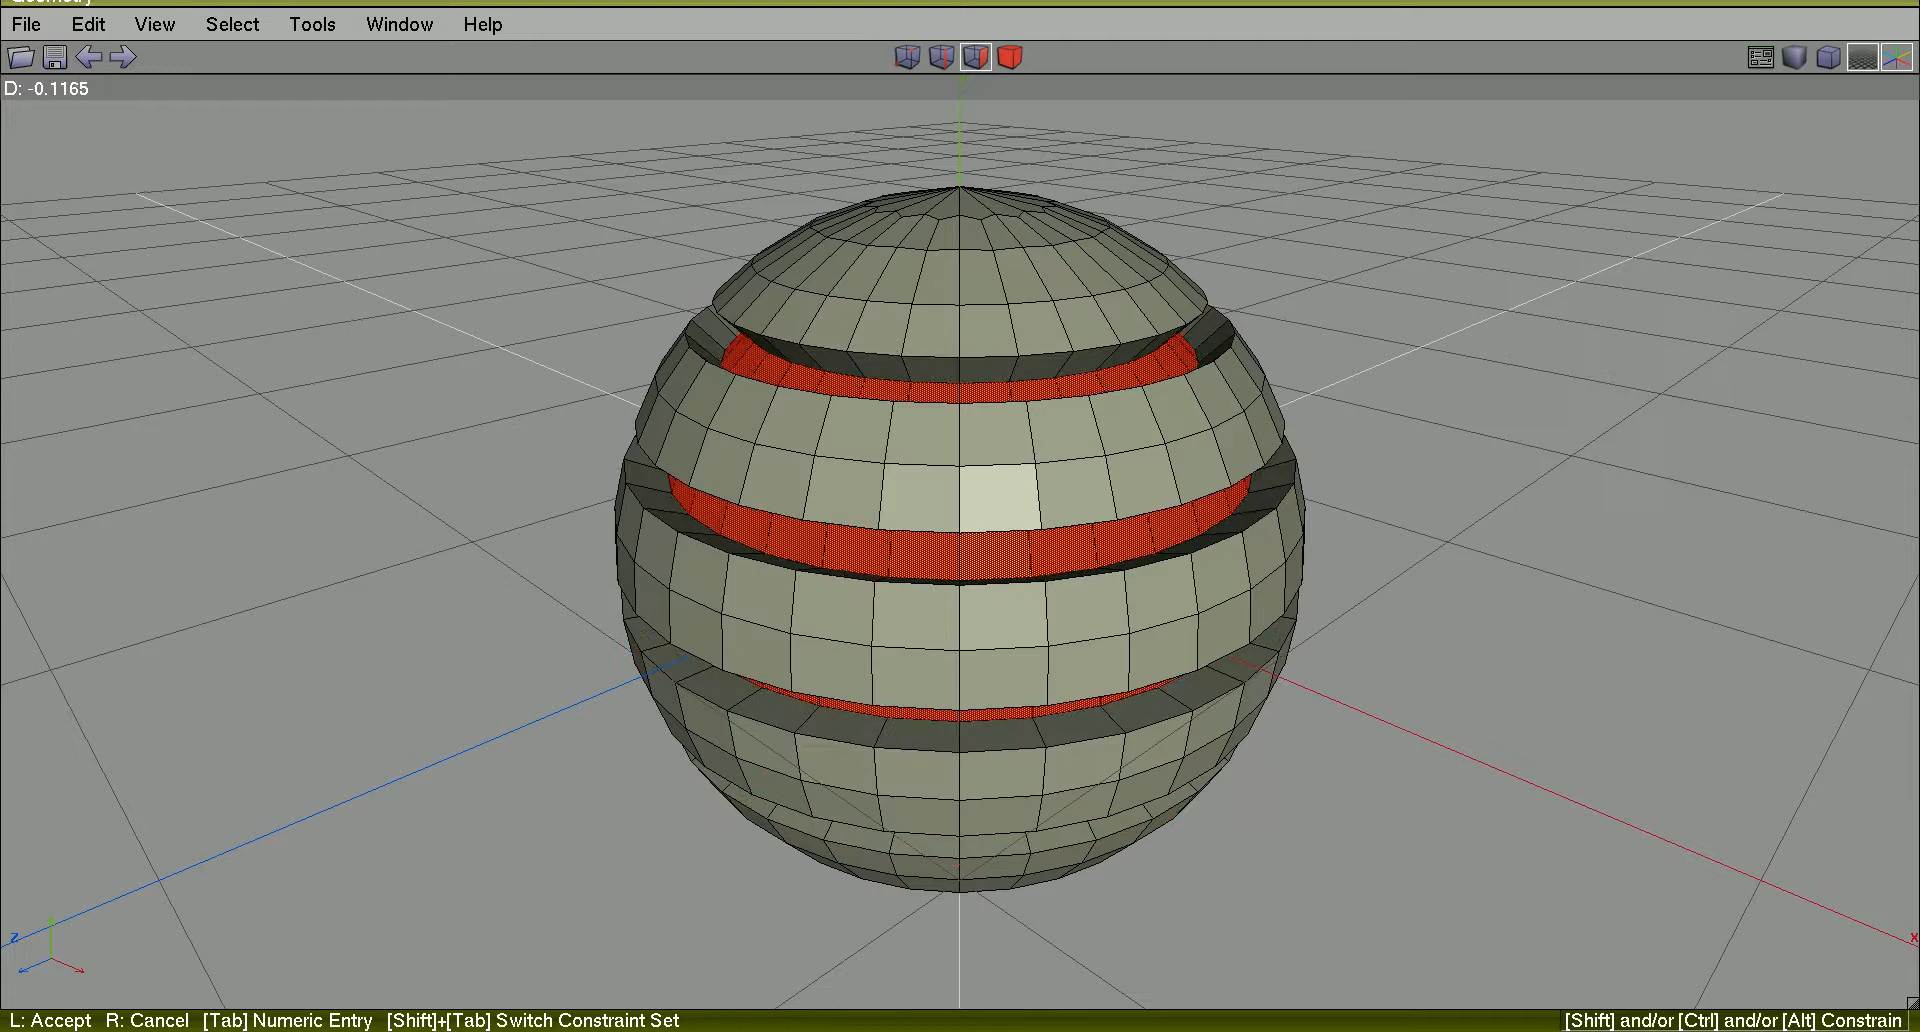 Geometry
File Edit View Select Tools Window Help
D: -0.1165
z
x
L: Accept R: Cancel [Tab] Numeric Entry [Shift]+[Tab] Switch Constraint Set [Shift] and/or [Ctrl] and/or [Alt] Constrain